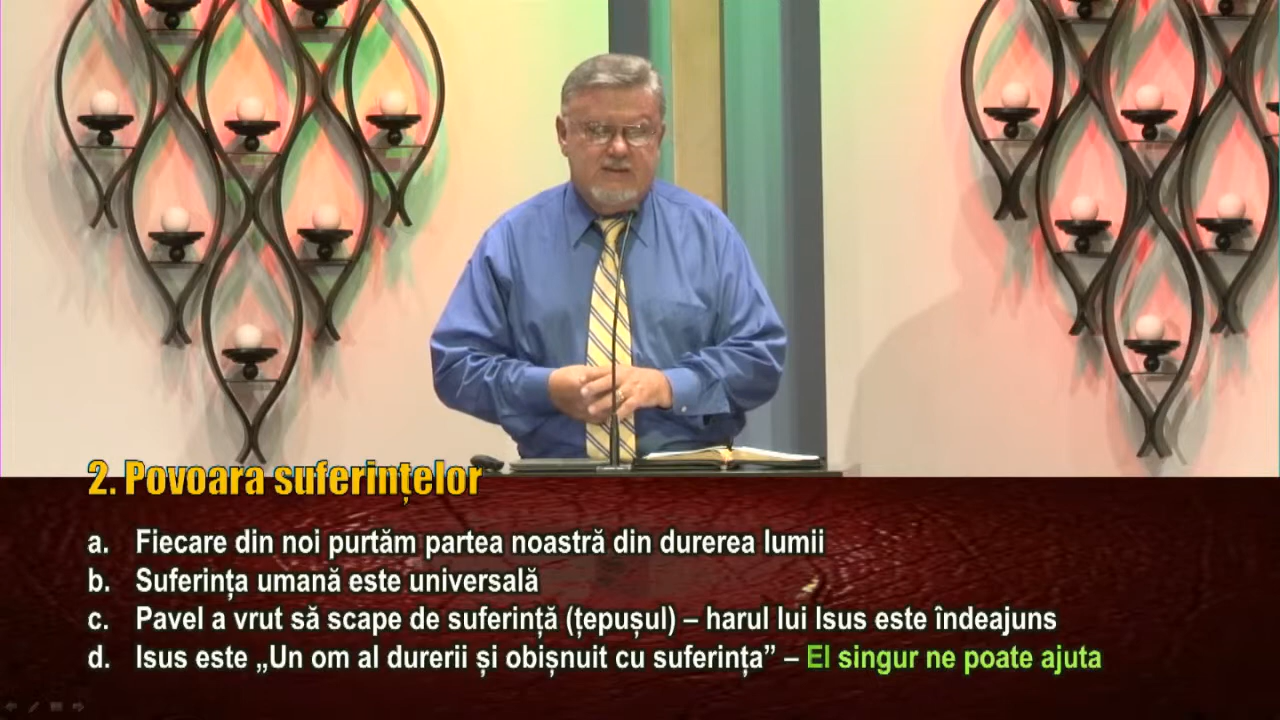 2. Povoara suferințelor
a. Fiecare din noi purtăm partea noastră din durerea lumii
b. Suferința umană este universală
c. Pavel a vrut să scape de suferință (țepușul) – harul lui Isus este îndeajuns
d. Isus este „Un om al durerii și obișnuit cu suferința” – El singur ne poate ajuta